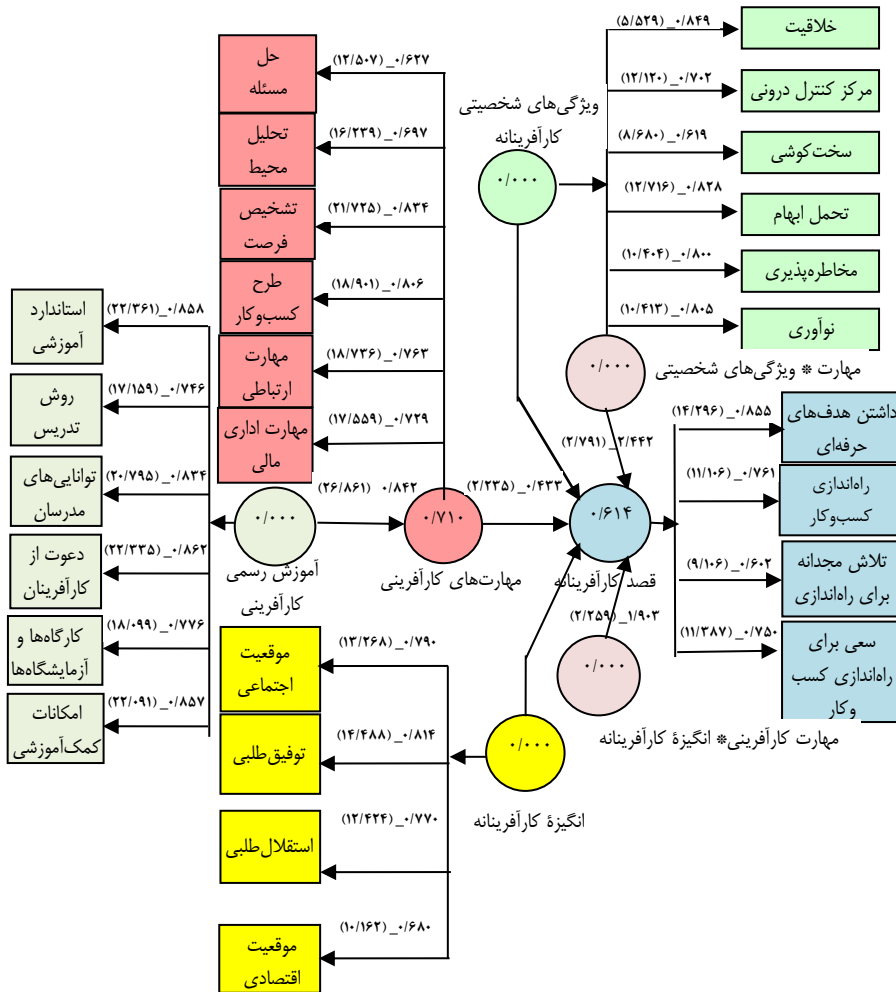 (۵/۵۲۹)_۰/۸۴۹
خلاقیت
(۱۲/۱۲۰)_۰/۷۰۲
مرکز کنترل درونی
(۸/۶۸۰)_۰/۶۱۹
سخت‌کوشی
(۱۲/۷۱۶)_۰/۸۲۸
تحمل ابهام
(۱۰/۴۰۴)_۰/۸۰۰
مخاطره‌پذیری
(۱۰/۴۱۳)_۰/۸۰۵
نوآوری
ویژگی‌های شخصیتی
کارآفرینانه
۰/۰۰۰
۰/۰۰۰
مهارت * ویژگی‌های شخصیتی
(۲/۷۹۱)_۲/۴۴۲
(۱۲/۵۰۷)_۰/۶۲۷
حل
مسئله
(۱۶/۲۳۹)_۰/۶۹۷
تحلیل
محیط
(۲۱/۷۲۵)_۰/۸۳۴
تشخیص
فرصت
(۱۸/۹۰۱)_۰/۸۰۶
طرح
کسب‌وکار
(۱۸/۷۳۶)_۰/۷۶۳
مهارت
ارتباطی
(۱۷/۵۵۹)_۰/۷۲۹
مهارت اداری
مالی
(۱۴/۲۹۶)_۰/۸۵۵
داشتن هدف‌های
حرفه‌ای
(۱۱/۱۰۶)_۰/۷۶۱
راه‌اندازی
کسب‌وکار
(۹/۱۰۶)_۰/۶۰۲
تلاش مجدانه
برای راه‌اندازی
(۱۱/۳۸۷)_۰/۷۵۰
سعی برای
راه‌اندازی کسب
وکار
۰/۶۱۴
قصد کارآفرینانه
(۲/۲۳۵)_۰/۴۳۳
۰/۷۱۰
مهارت‌های کارآفرینی
(۲۶/۸۶۱) ۰/۸۴۲
۰/۰۰۰
آموزش رسمی
کارآفرینی
(۲۲/۳۶۱)_۰/۸۵۸
استاندارد
آموزشی
(۱۷/۱۵۹)_۰/۷۴۶
روش
تدریس
(۲۰/۷۹۵)_۰/۸۳۴
توانایی‌های
مدرسان
(۲۲/۳۳۵)_۰/۸۶۲
دعوت از
کارآفرینان
(۱۸/۰۹۹)_۰/۷۷۶
کارگاه‌ها و
آزمایشگاه‌ها
(۲۲/۰۹۱)_۰/۸۵۷
امکانات
کمک‌آموزشی
(۲/۲۵۹)_۱/۹۰۳
۰/۰۰۰
مهارت کارآفرینی* انگیزهٔ کارآفرینانه
۰/۰۰۰
انگیزهٔ کارآفرینانه
(۱۳/۲۶۸)_۰/۷۹۰
موقعیت
اجتماعی
(۱۴/۴۸۸)_۰/۸۱۴
توفیق‌طلبی
(۱۲/۴۲۴)_۰/۷۷۰
استقلال‌طلبی
(۱۰/۱۶۲)_۰/۶۸۰
موقعیت
اقتصادی